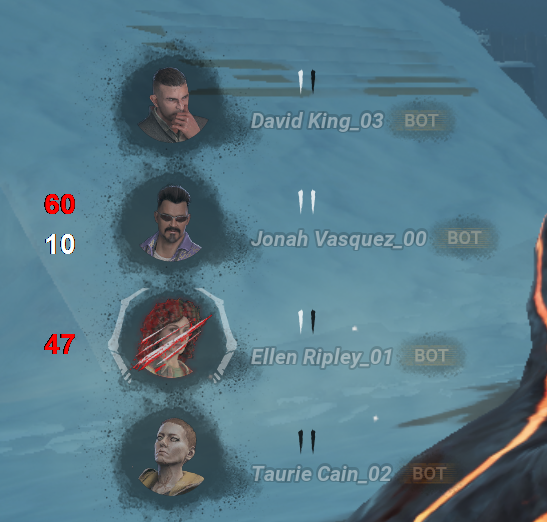 David King_03 BOT
60
10
Jonah Vasquez_00 BOT
47
Ellen Ripley_01 BOT
Taurie Cain_02 BOT